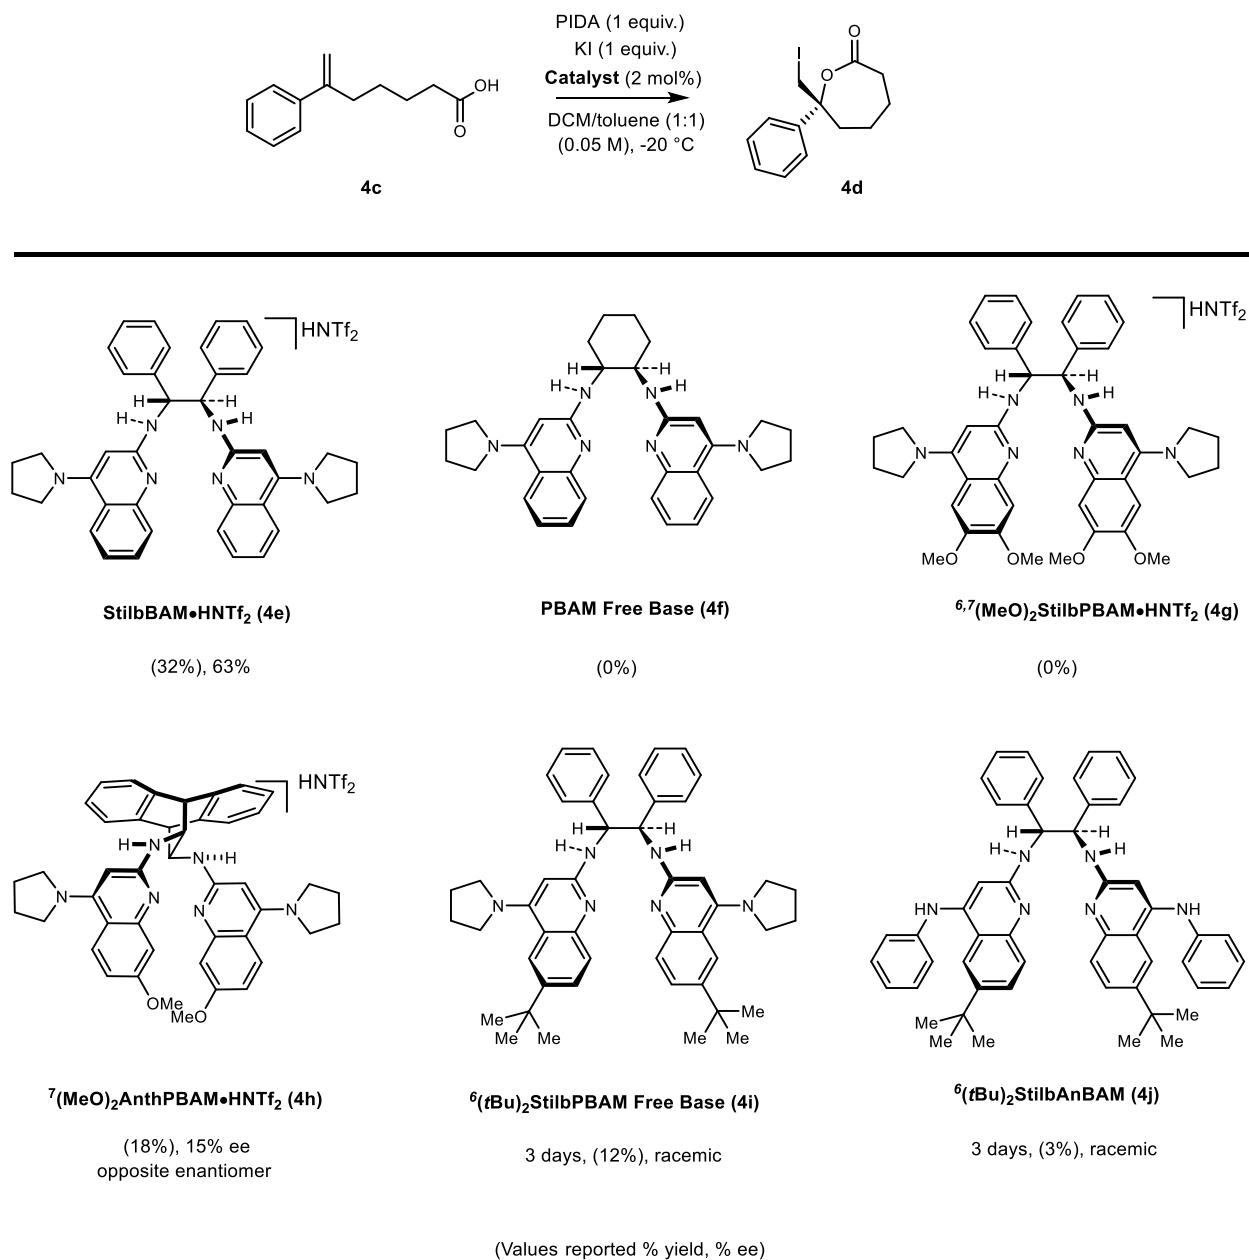 PIDA (1 equiv.)
KI (1 equiv.)
Catalyst (2 mol%)
DCM/toluene (1:1)
(0.05 M), -20 °C
OH
O
4c
I
O
O
4d
HNTf2
H
H
H
N
N
H
N
N
N
N
StilbBAM•HNTf2 (4e)
(32%), 63%
H
H
H
N
N
H
N
N
N
N
PBAM Free Base (4f)
(0%)
HNTf2
H
H
H
N
N
H
N
N
N
N
MeO
OMe
MeO
OMe
6,7(MeO)2StilbPBAM•HNTf2 (4g)
(0%)
HNTf2
H
N
N
H
N
N
N
N
OMe
MeO
7(MeO)2AnthPBAM•HNTf2 (4h)
(18%), 15% ee
opposite enantiomer
H
H
H
N
N
H
N
N
N
N
Me
Me
Me
Me
Me
Me
6(tBu)2StilbPBAM Free Base (4i)
3 days, (12%), racemic
H
H
H
N
N
H
HN
N
N
NH
Me
Me
Me
Me
Me
Me
6(tBu)2StilbAnBAM (4j)
3 days, (3%), racemic
(Values reported % yield, % ee)